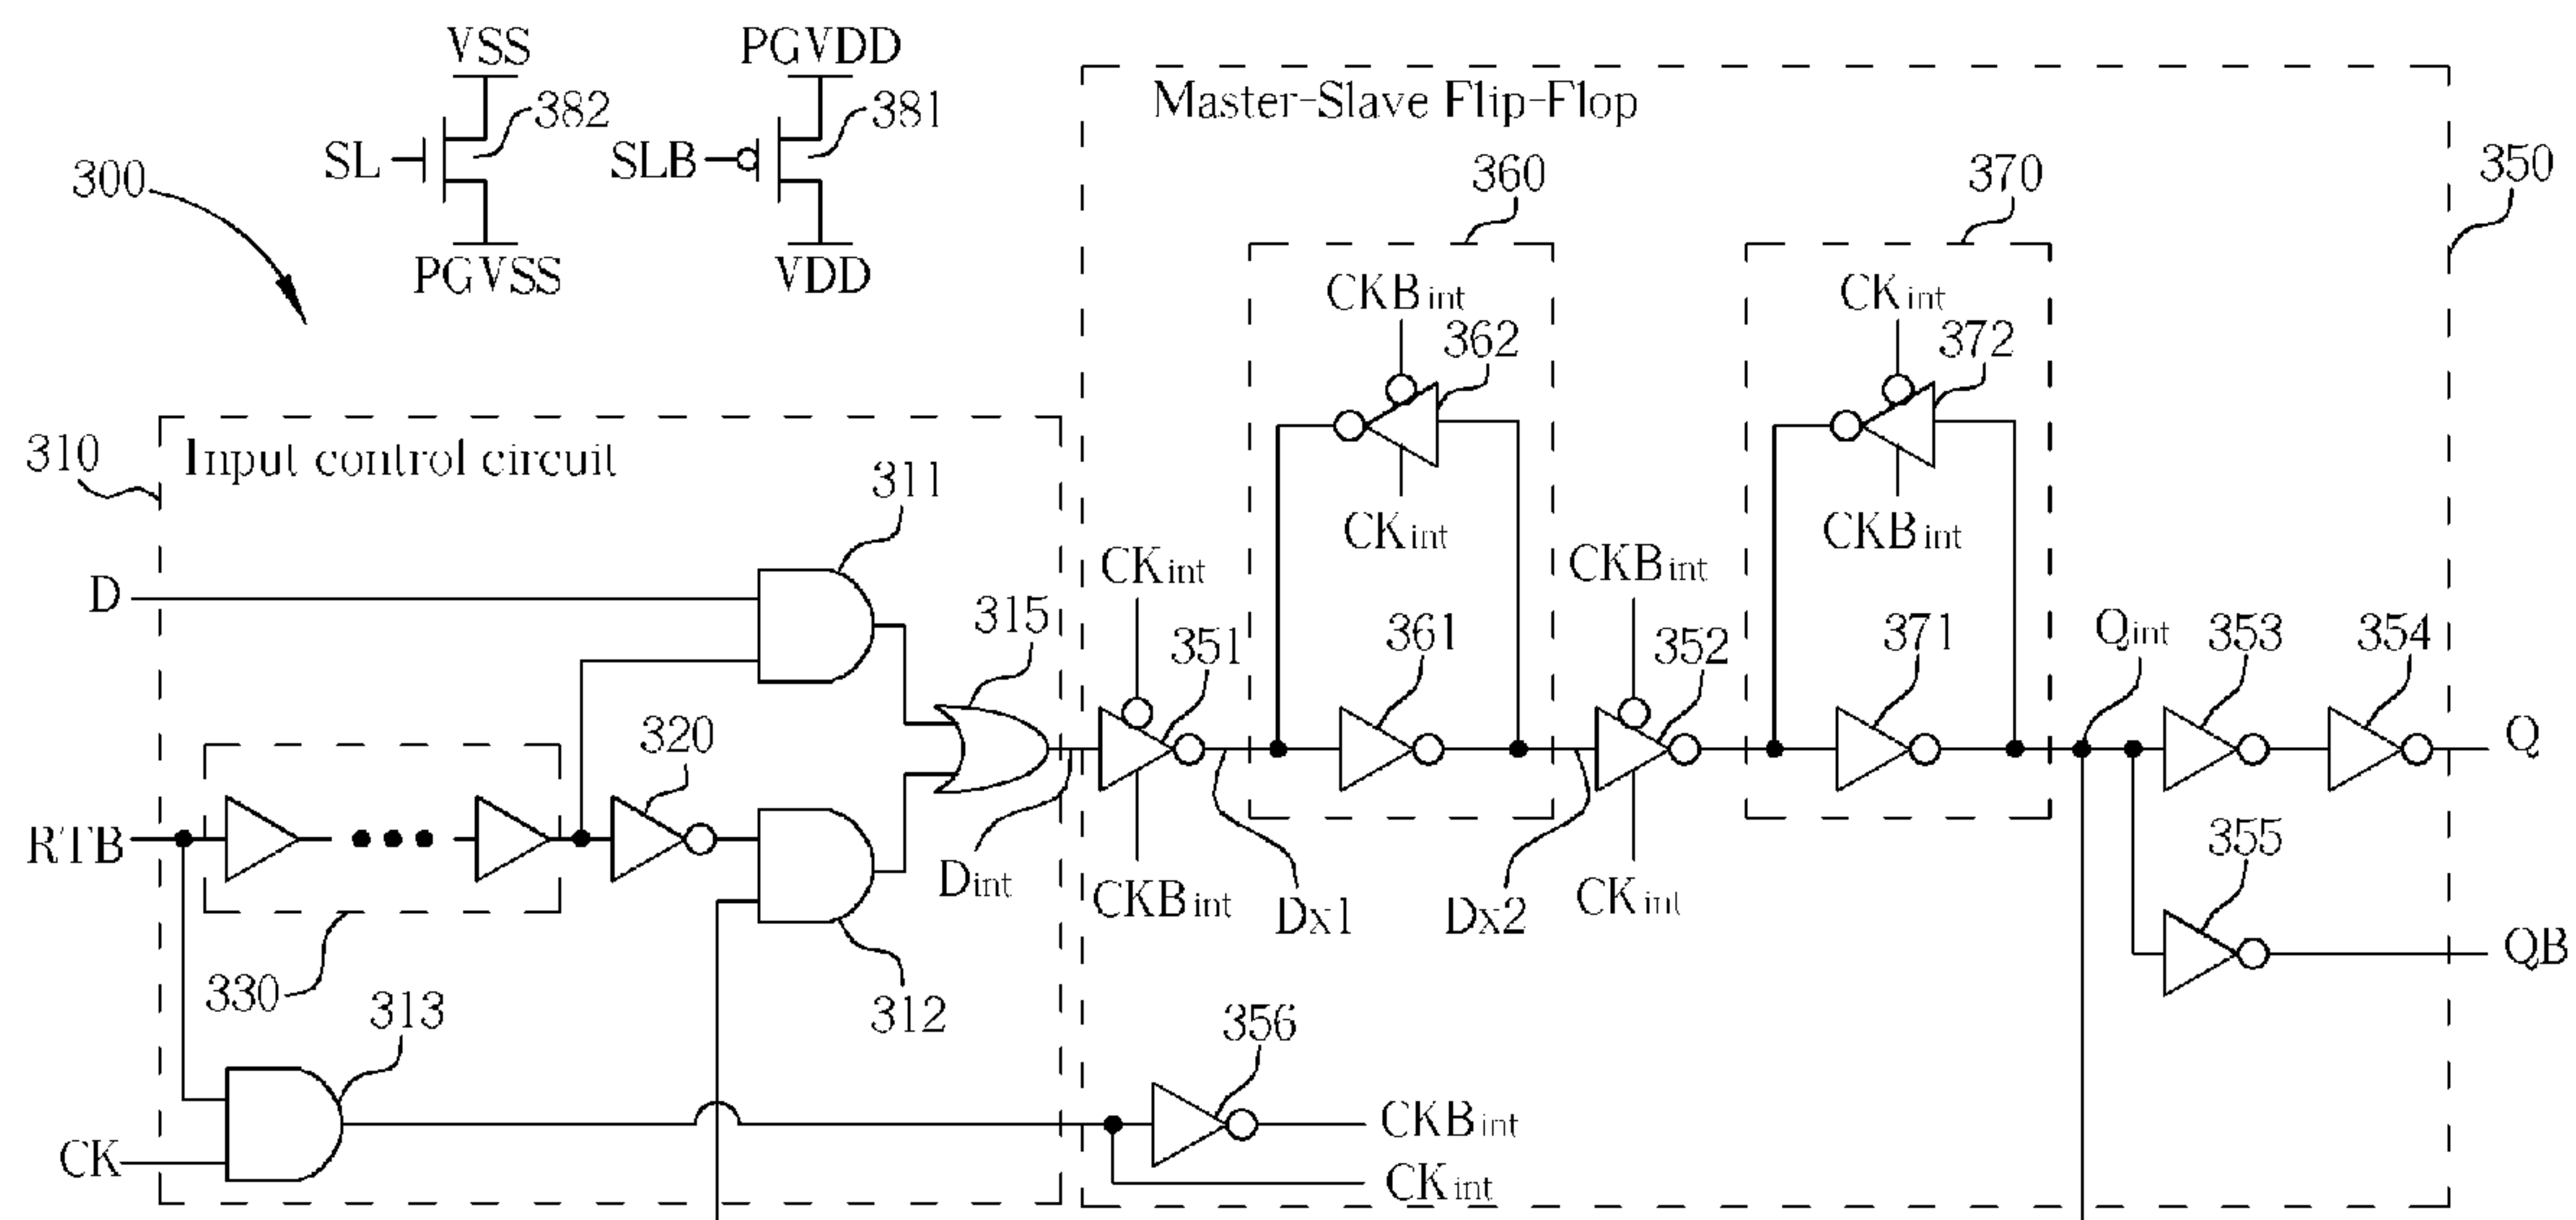 VSS
PGVDD
382
381
SL
SLB
PGVSS
VDD
300
Master-Slave Flip-Flop
350
360
370
CKBint
362
CKint
CKint
372
CKBint
310
Input control circuit
311
D
315
Dint
320
RTB
330
312
313
CK
CKint
351
CKBint
Dx1
361
Dx2
CKBint
352
CKint
371
Qint
353
354
Q
355
QB
356
CKBint
CKint